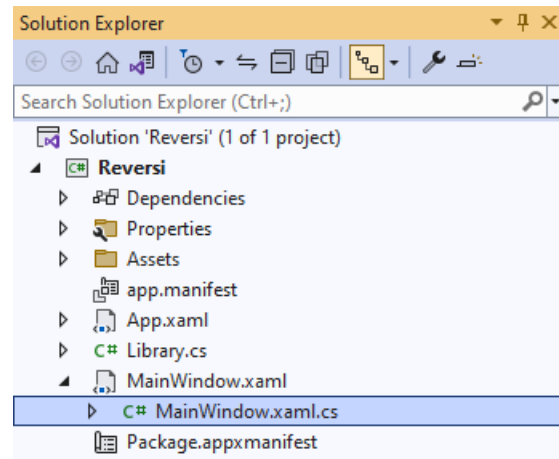 Solution Explorer
Search Solution Explorer (Ctrl+;)
Solution 'Reversi' (1 of 1 project)
C# Reversi
Dependencies
Properties
Assets
app.manifest
App.xaml
C# Library.cs
MainWindow.xaml
C# MainWindow.xaml.cs
Package.appxmanifest